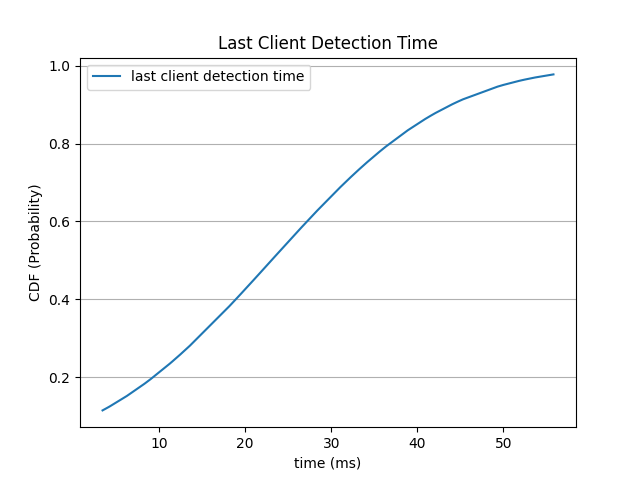 Last Client Detection Time
last client detection time
1.0
0.8
0.6
0.4
0.2
CDF (Probability)
10 20 30 40 50
time (ms)